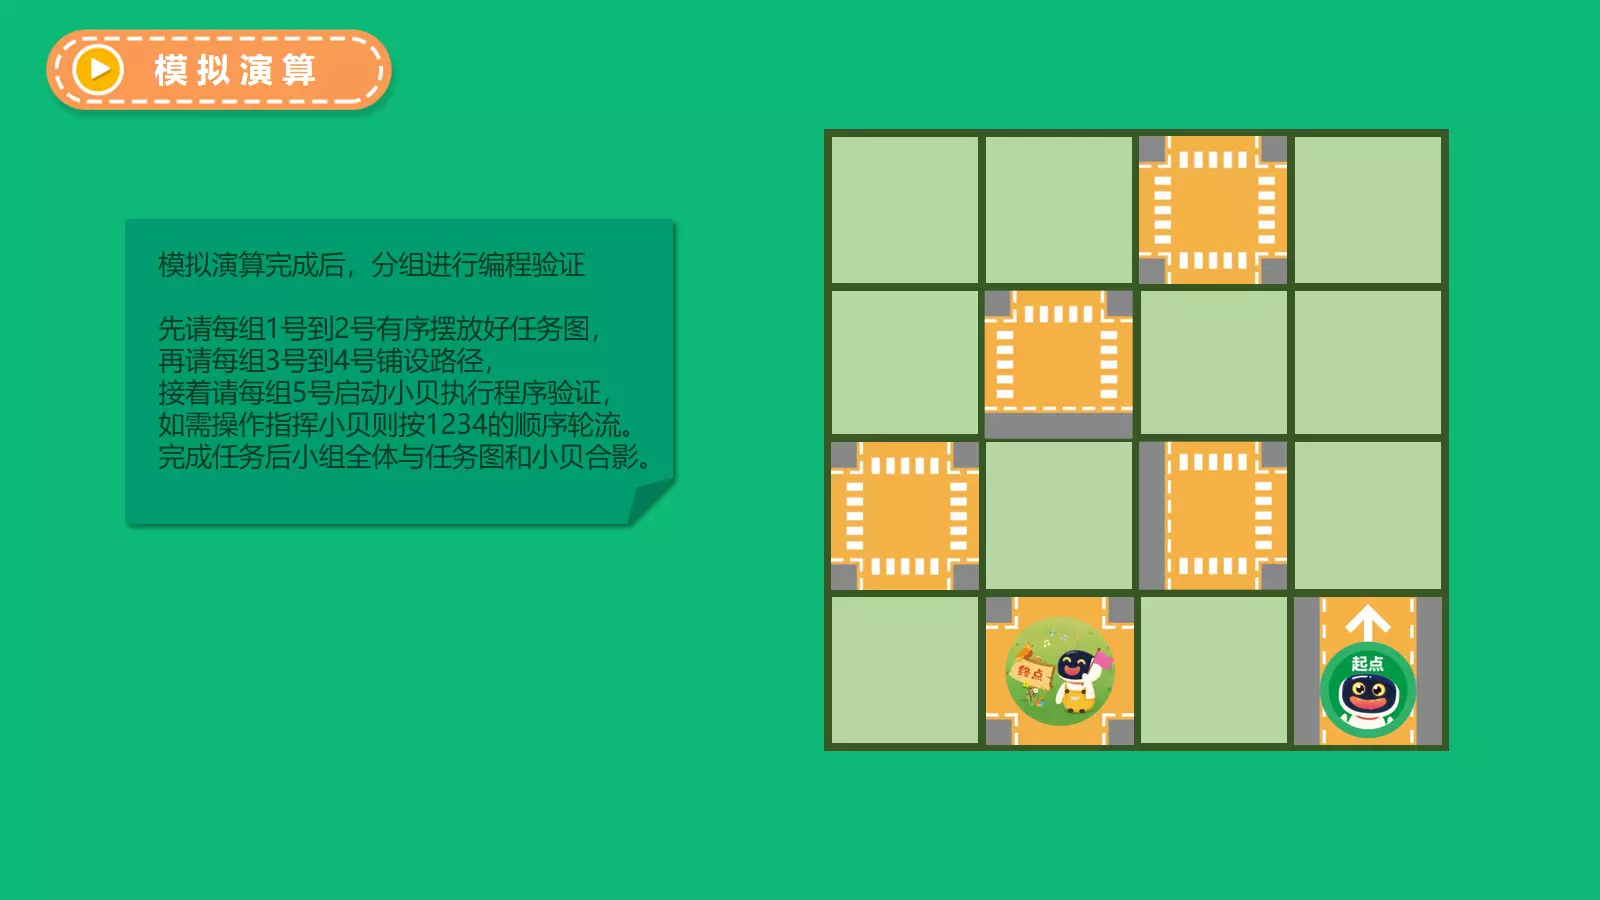 模拟演算
模拟演算完成后，分组进行编程验证
先请每组1号到2号有序摆放好任务图，
再请每组3号到4号铺设路径，
接着请每组5号启动小贝执行程序验证，
如需操作指挥小贝则按1234的顺序轮流。
完成任务后小组全体与任务图和小贝合影。
终点
起点